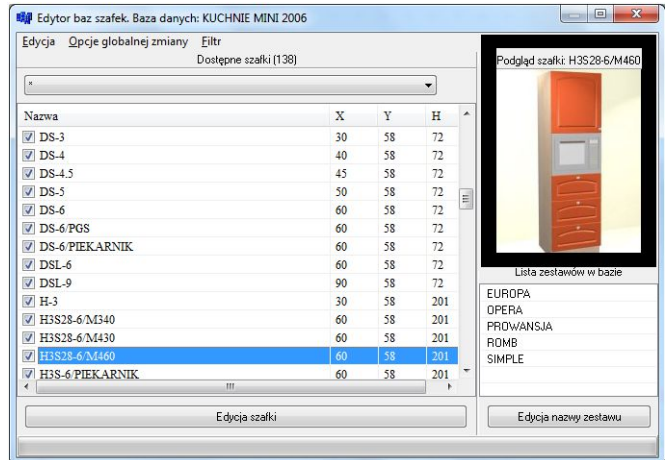 Edytor baz szafek. Baza danych: KUCHNIE MINI 2006
Edycja Opcje globalnej zmiany Filtr
Dostępne szafki (138)
*
Nazwa X Y H
DS-3 30 58 72
DS-4 40 58 72
DS-4.5 45 58 72
DS-5 50 58 72
DS-6 60 58 72
DS-6/PGS 60 58 72
DS-6/PIEKARNIK 60 58 72
DSL-6 60 58 72
DSL-9 90 58 72
H-3 30 58 201
H3S28-6/M340 60 58 201
H3S28-6/M430 60 58 201
H3S28-6/M460 60 58 201
H3S-6/PIEKARNIK 60 58 201
Edycja szafki
Podgląd szafki: H3S28-6/M460
Lista zestawów w bazie
EUROPA
OPERA
PROWANSJA
ROMB
SIMPLE
Edycja nazwy zestawu